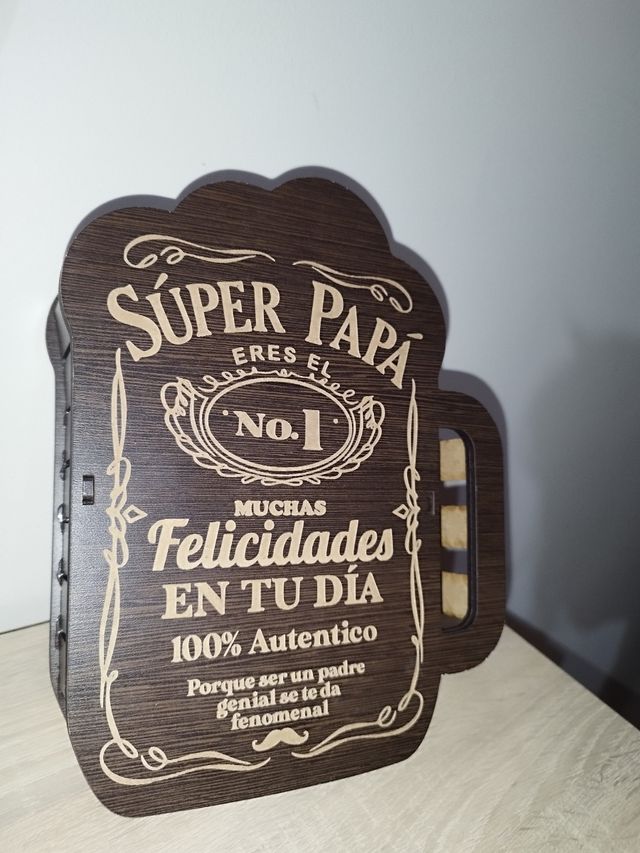 SÚPER PAPÁ
ERES EL
No.1
MUCHAS
Felicidades
EN TU DÍA
100% Autentico
Porque ser un padre
genial se te da
fenomenal